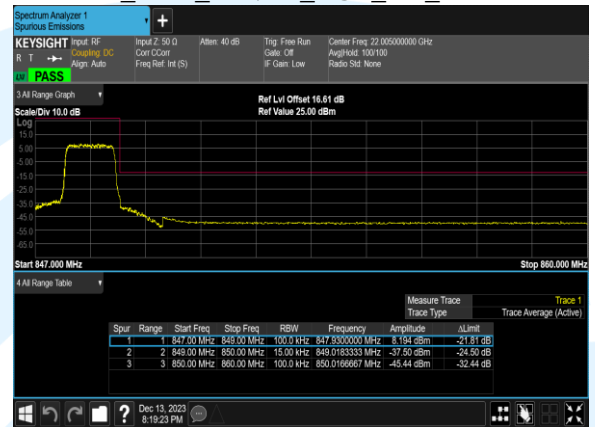 Spectrum Analyzer 1
Spurious Emissions
KEYSIGHT Input: RF Input Z: 50 Ω Atten: 40 dB Trig: Free Run Center Freq: 22.005000000 GHz
R T Coupling: DC Corr CCorr Gate: Off Avg|Hold: 100/100
Align: Auto Freq Ref: Int (S) IF Gain: Low Radio Std: None
LV PASS
3 All Range Graph
Ref Lvl Offset 16.61 dB
Scale/Div 10.0 dB Ref Value 25.00 dBm
Log
15.0
5.00
-5.00
-15.0
-25.0
-35.0
-45.0
-55.0
-65.0
Start 847.000 MHz Stop 860.000 MHz
4 All Range Table
Measure Trace Trace 1
Trace Type Trace Average (Active)
Spur Range Start Freq Stop Freq RBW Frequency Amplitude ΔLimit
1 1 847.00 MHz 849.00 MHz 100.0 kHz 847.9300000 MHz 8.194 dBm -21.81 dB
2 2 849.00 MHz 850.00 MHz 15.00 kHz 849.0183333 MHz -37.50 dBm -24.50 dB
3 3 850.00 MHz 860.00 MHz 100.0 kHz 850.0166667 MHz -45.44 dBm -32.44 dB
? Dec 13, 2023
8:19:23 PM